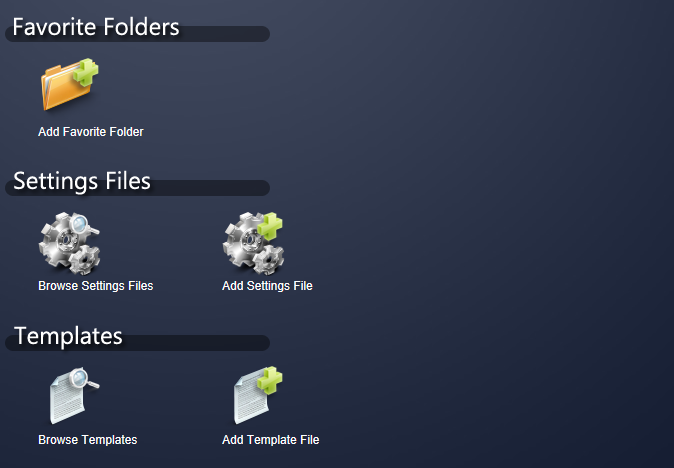 Favorite Folders
Add Favorite Folder
Settings Files
Browse Settings Files
Add Settings File
Templates
Browse Templates
Add Template File